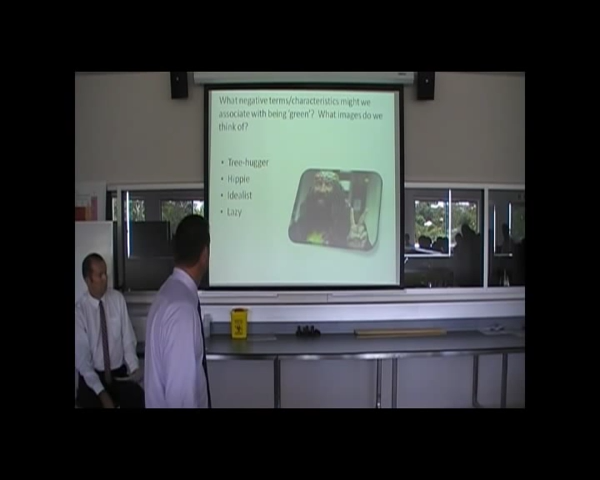 What negative terms/characteristics might we
associate with being 'green'? What images do we
think of?
• Tree-hugger
• Hippie
• Idealist
• Lazy